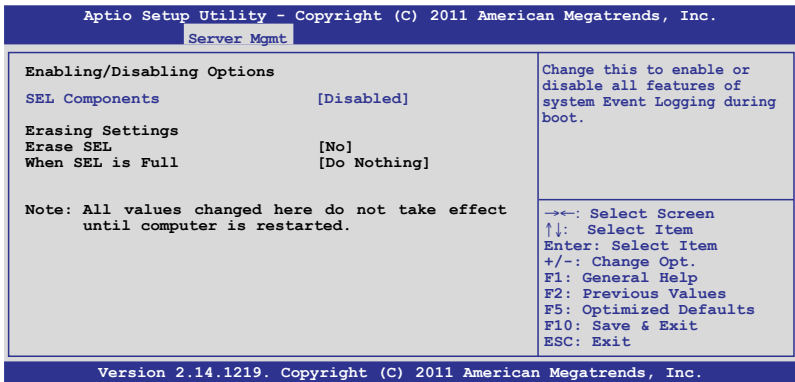 Aptio Setup Utility - Copyright (C) 2011 American Megatrends, Inc.
Server Mgmt
Enabling/Disabling Options
SEL Components [Disabled]
Erasing Settings
Erase SEL [No]
When SEL is Full [Do Nothing]
Note: All values changed here do not take effect
until computer is restarted.
Change this to enable or
disable all features of
system Event Logging during
boot.
→←: Select Screen
↑↓: Select Item
Enter: Select Item
+/-: Change Opt.
F1: General Help
F2: Previous Values
F5: Optimized Defaults
F10: Save & Exit
ESC: Exit
Version 2.14.1219. Copyright (C) 2011 American Megatrends, Inc.